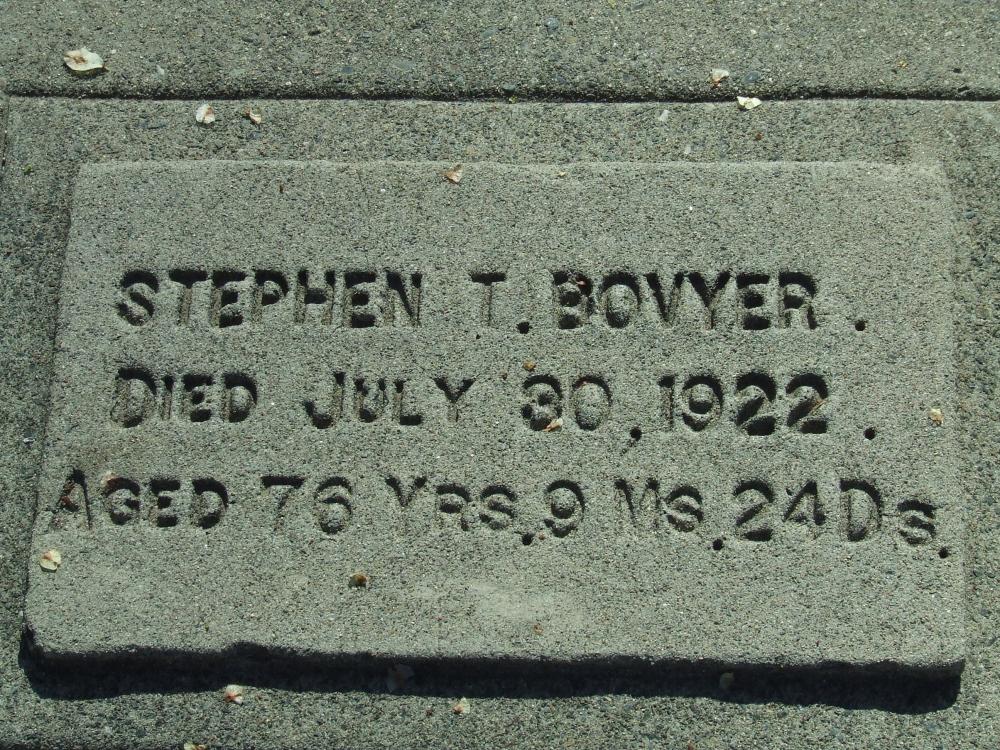 STEPHEN T. BOVYER.
DIED JULY 30, 1922.
AGED 76 YRS. 9 MS. 24 DS.